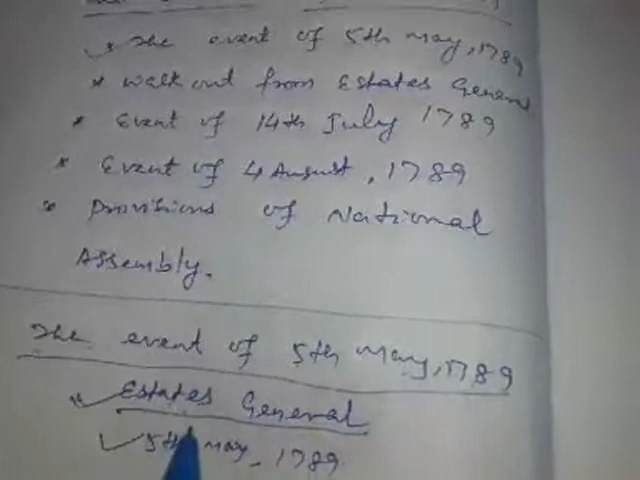 The event of 5th May, 1789
* Walk out from Estates General
* Event of 14th July 1789
* Event of 4 August, 1789
* Provisions of National
Assembly.
The event of 5th May, 1789
Estates General
5th May, 1789